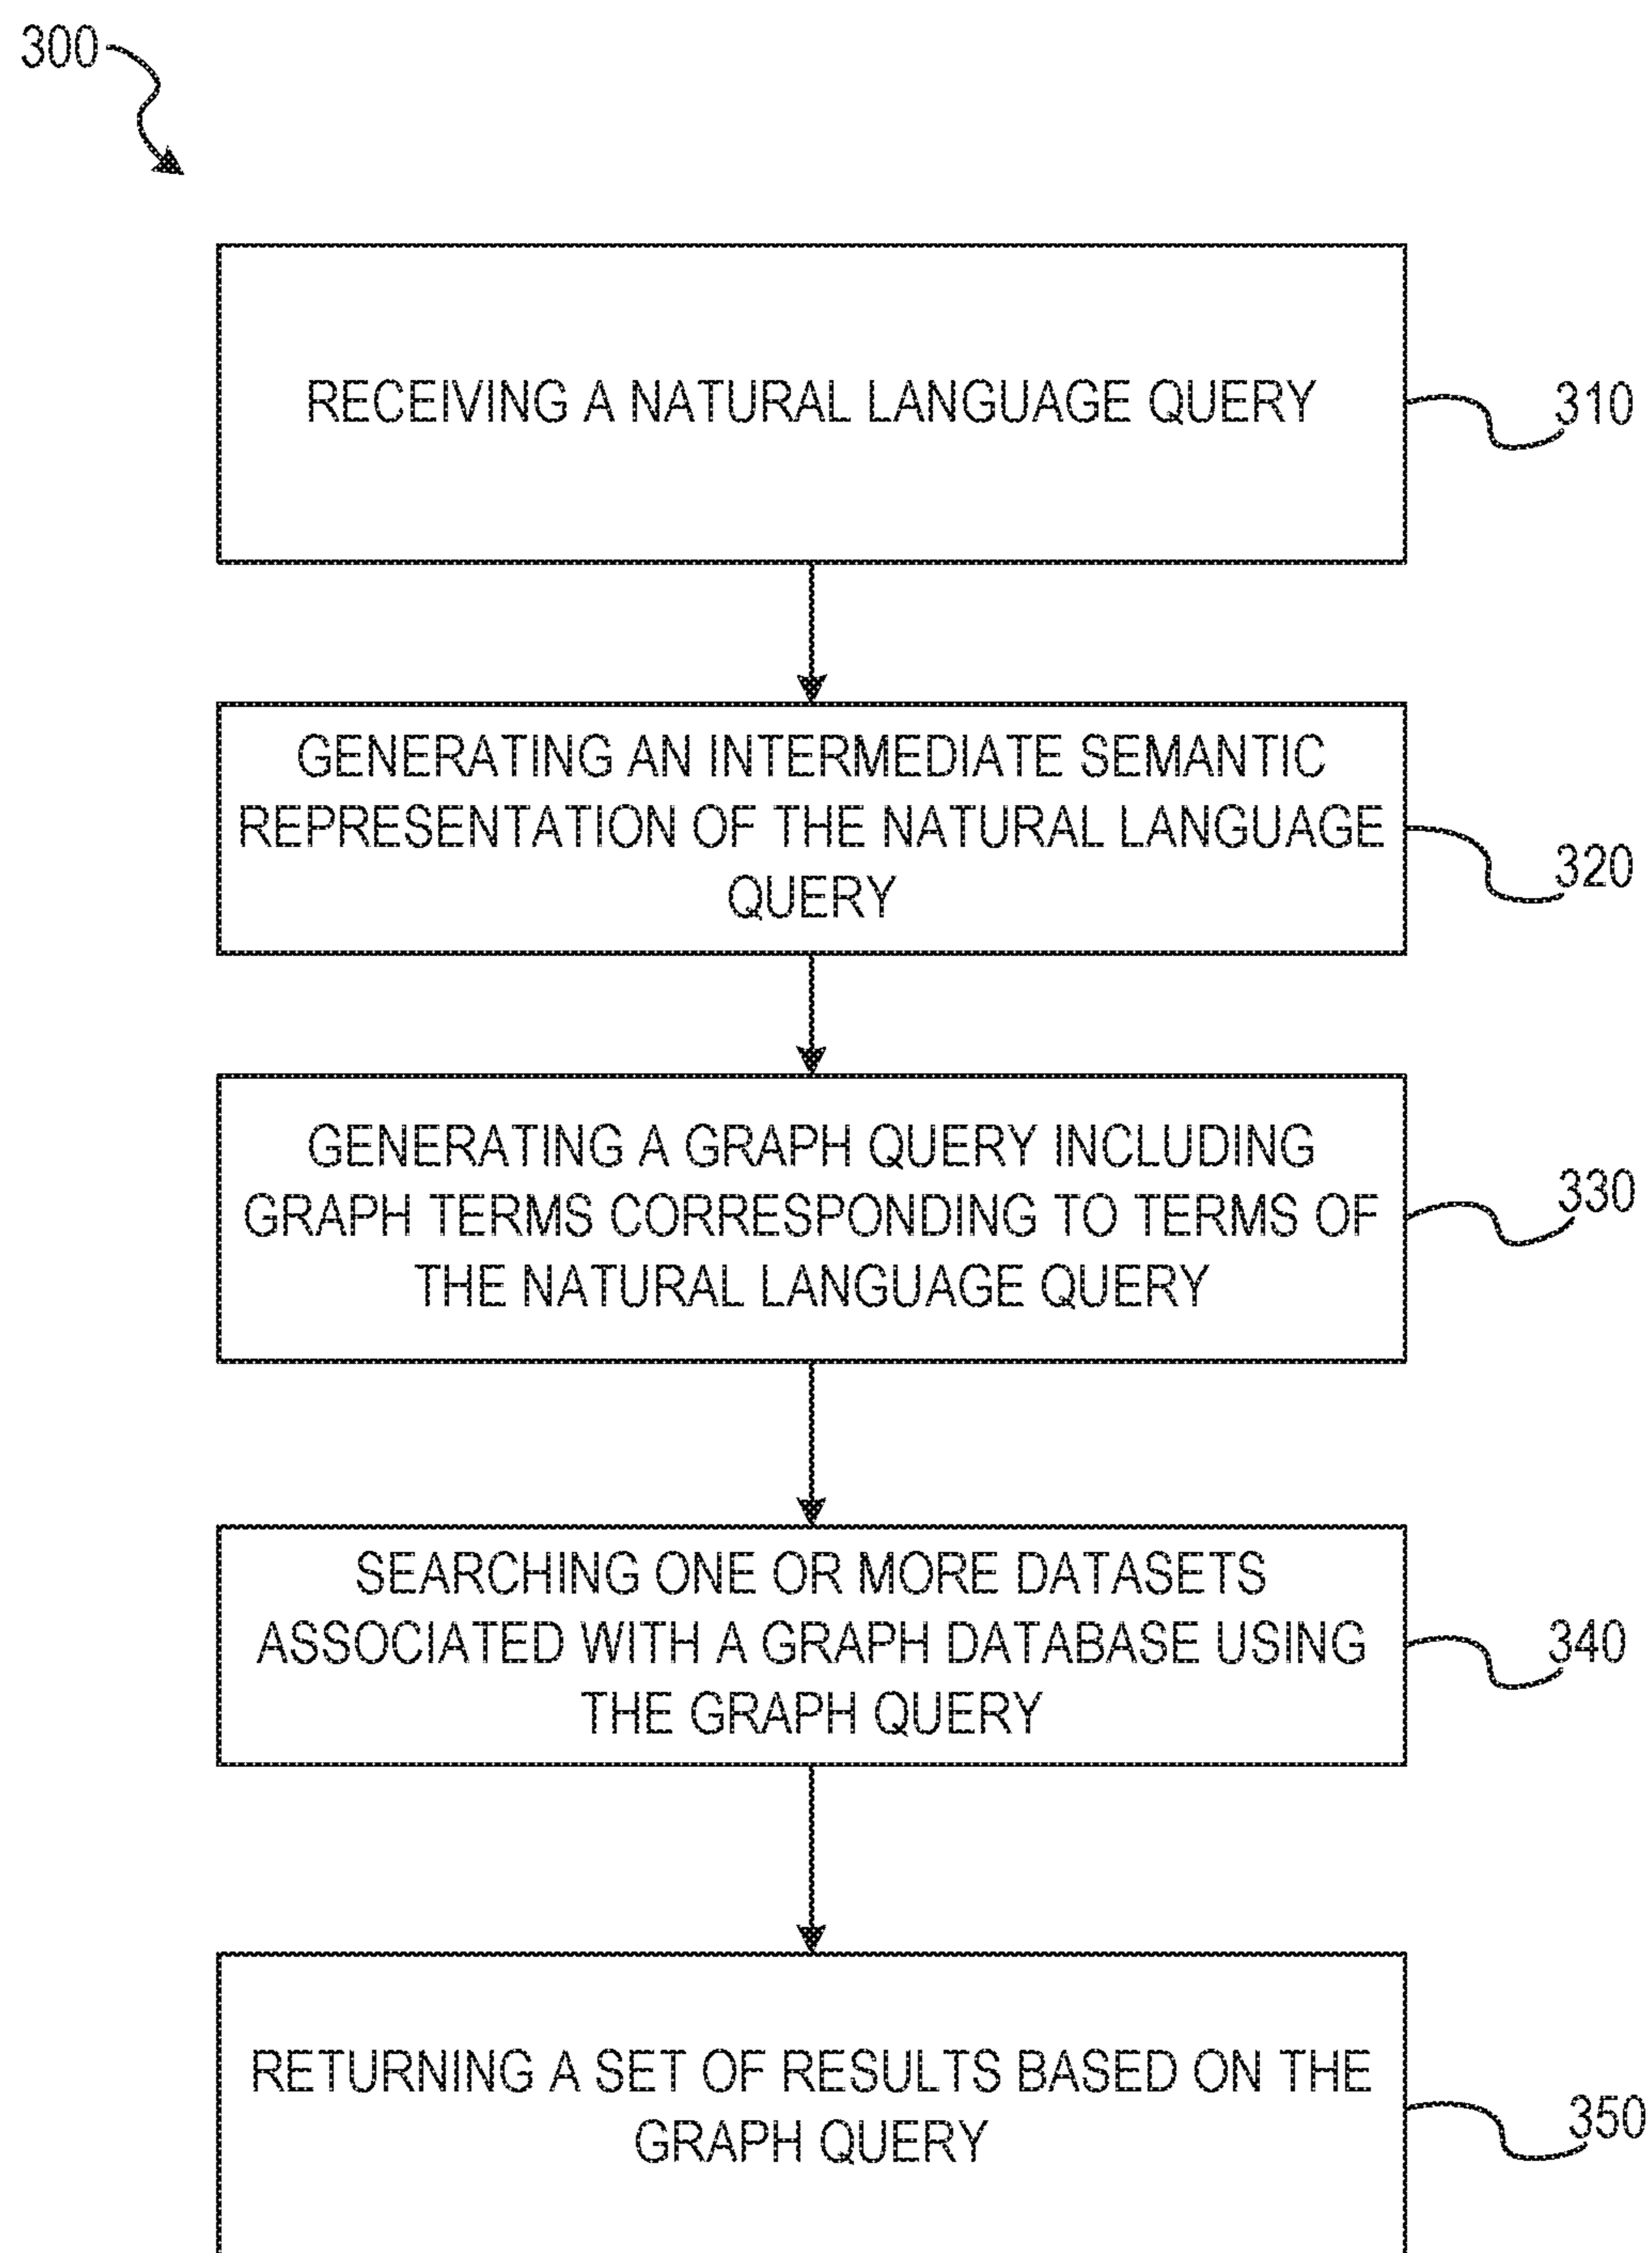 300
RECEIVING A NATURAL LANGUAGE QUERY
310
GENERATING AN INTERMEDIATE SEMANTIC
REPRESENTATION OF THE NATURAL LANGUAGE
QUERY
320
GENERATING A GRAPH QUERY INCLUDING
GRAPH TERMS CORRESPONDING TO TERMS OF
THE NATURAL LANGUAGE QUERY
330
SEARCHING ONE OR MORE DATASETS
ASSOCIATED WITH A GRAPH DATABASE USING
THE GRAPH QUERY
340
RETURNING A SET OF RESULTS BASED ON THE
GRAPH QUERY
350